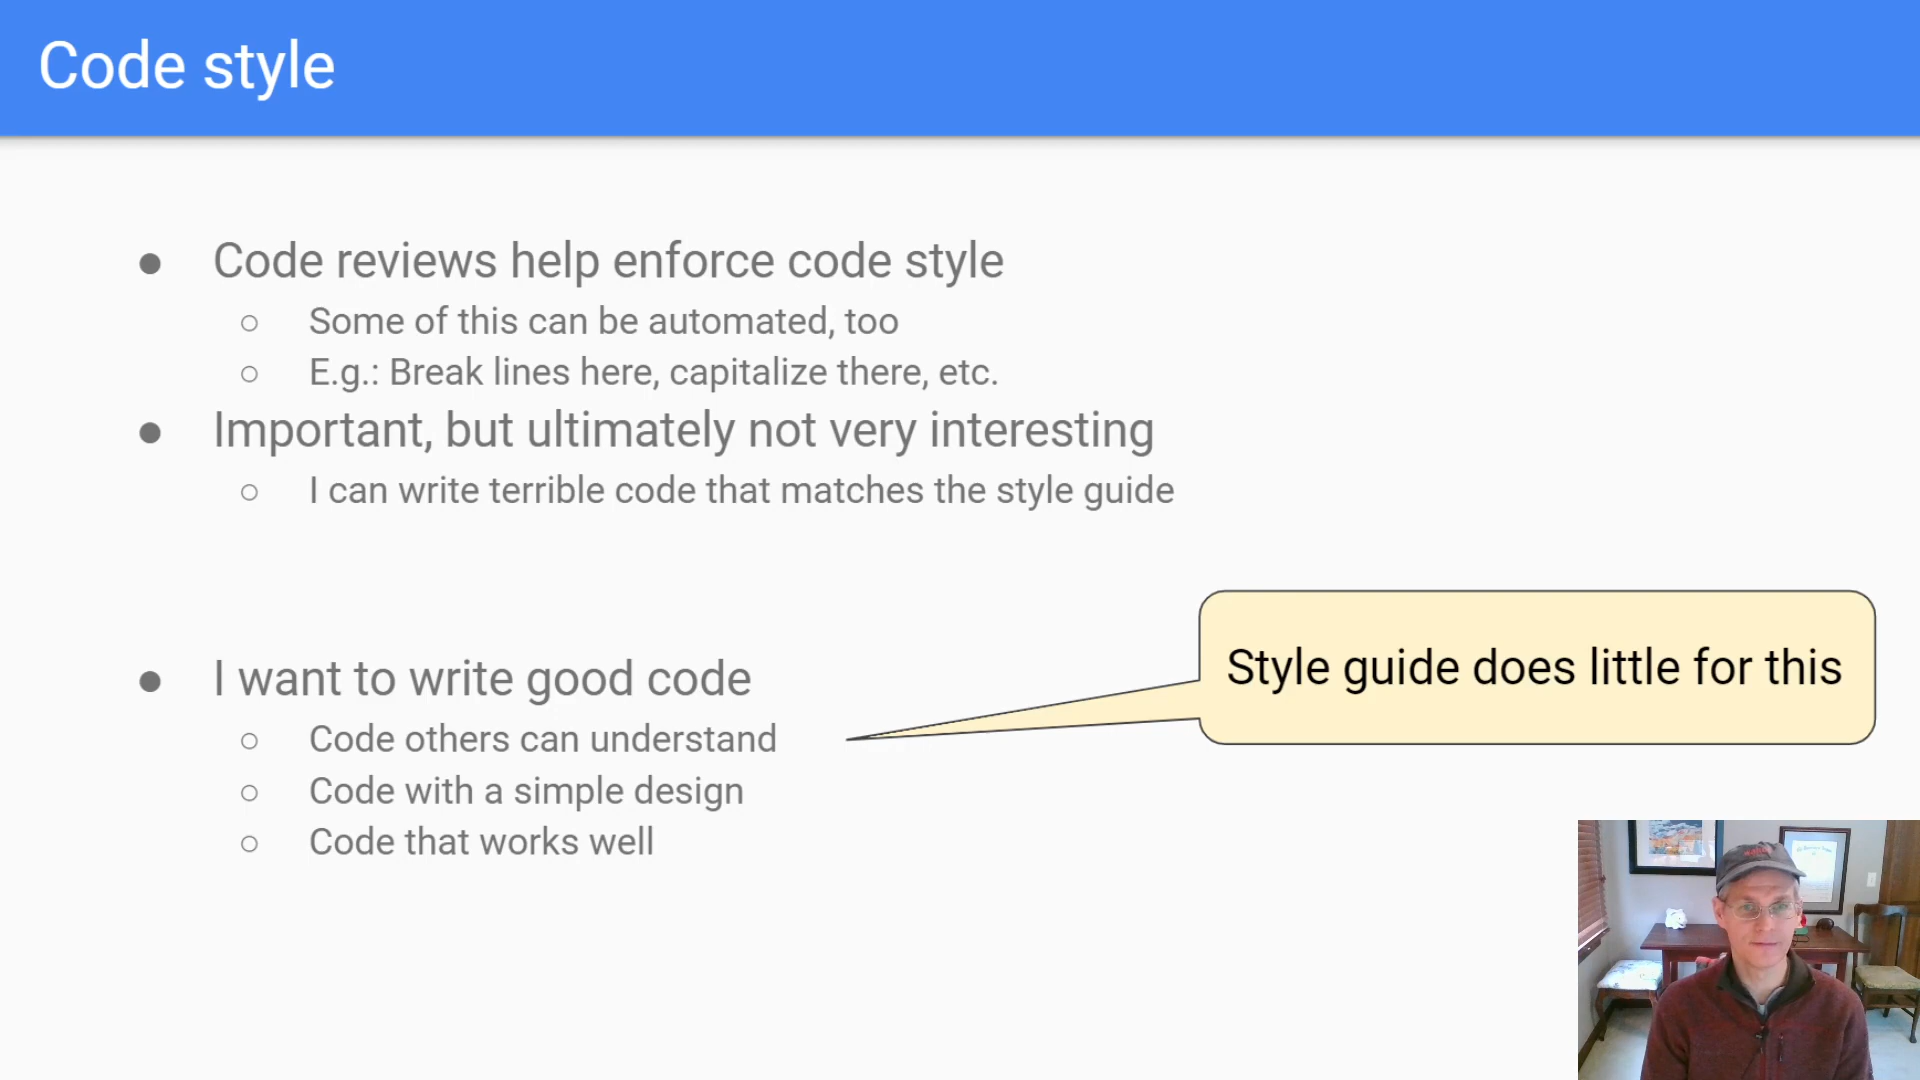 Code style
● Code reviews help enforce code style
○ Some of this can be automated, too
○ E.g.: Break lines here, capitalize there, etc.
● Important, but ultimately not very interesting
○ I can write terrible code that matches the style guide
● I want to write good code
○ Code others can understand
○ Code with a simple design
○ Code that works well
Style guide does little for this